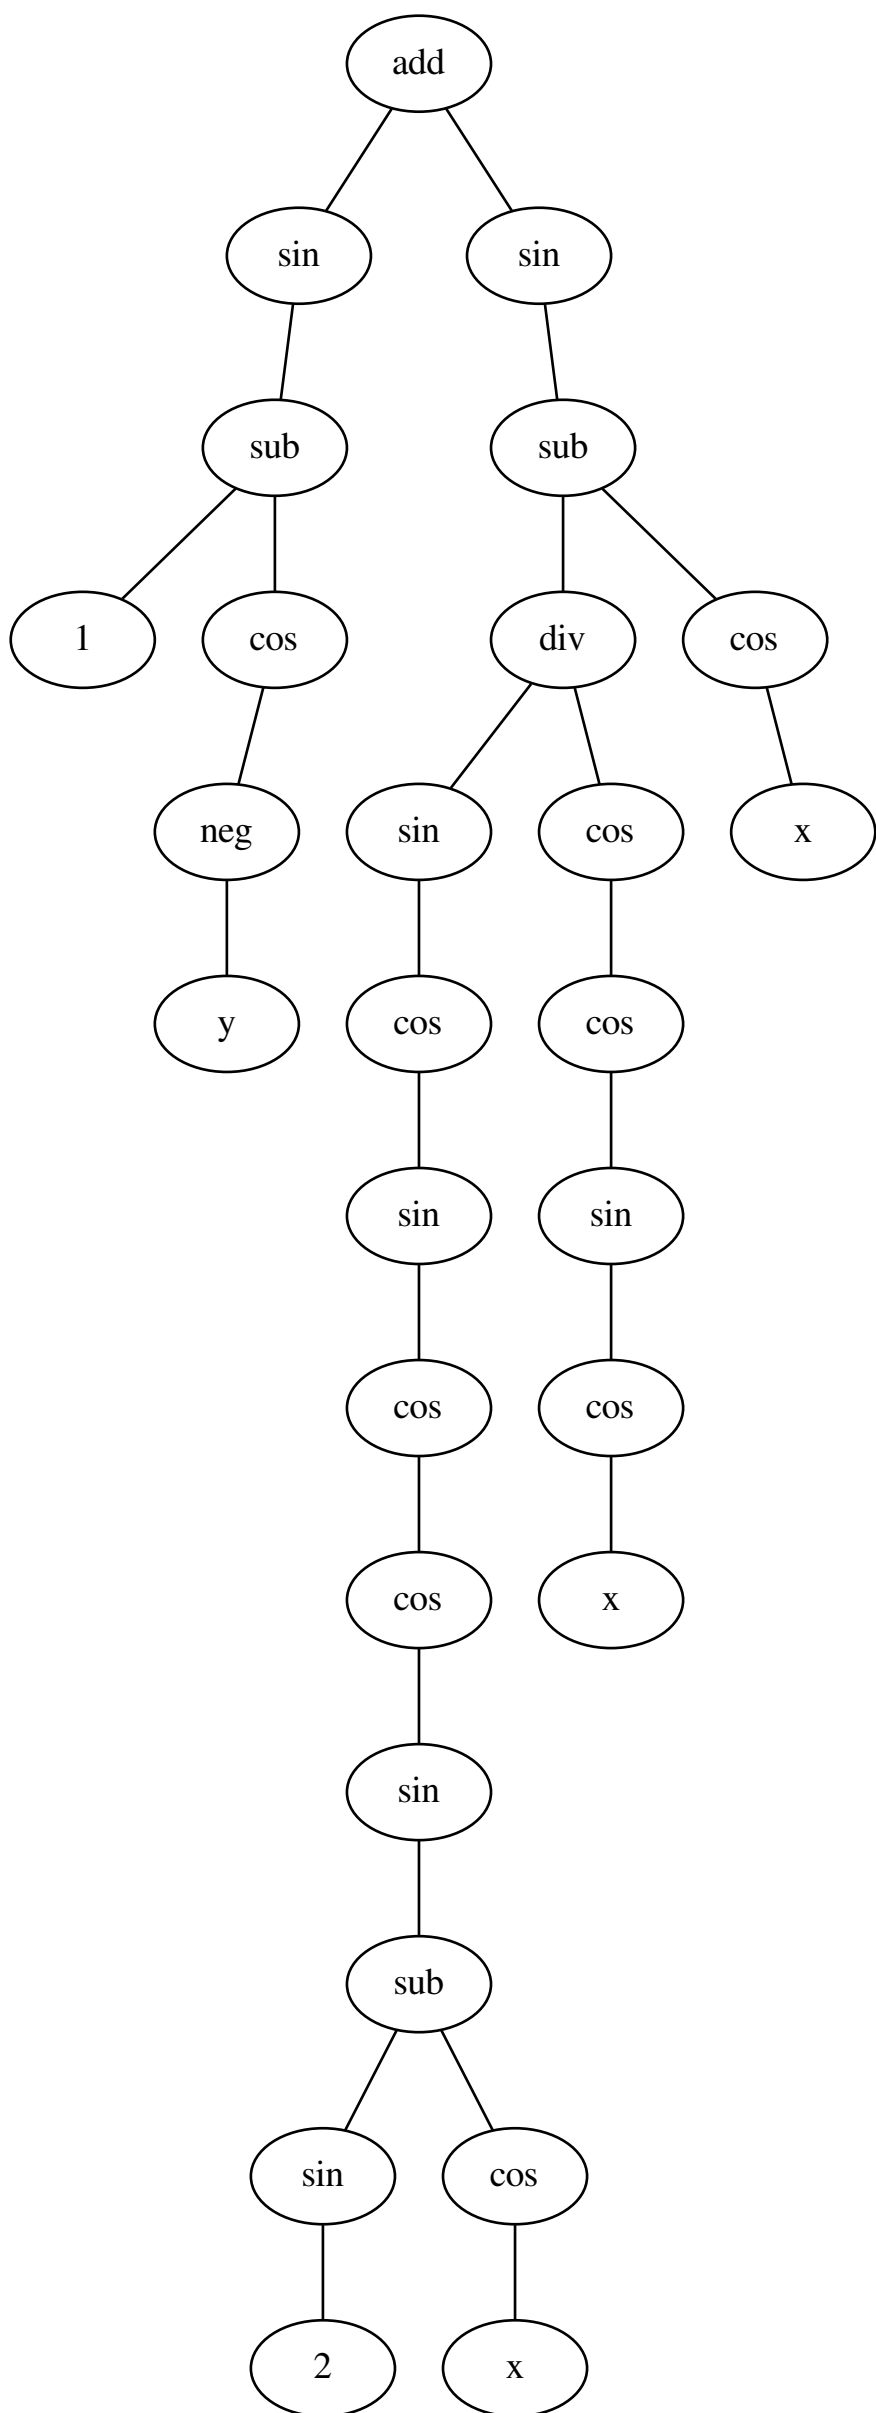 add
sin sin
sub sub
1 cos div cos
neg sin cos x
y cos cos
sin sin
cos cos
cos x
sin
sub
sin cos
2 x